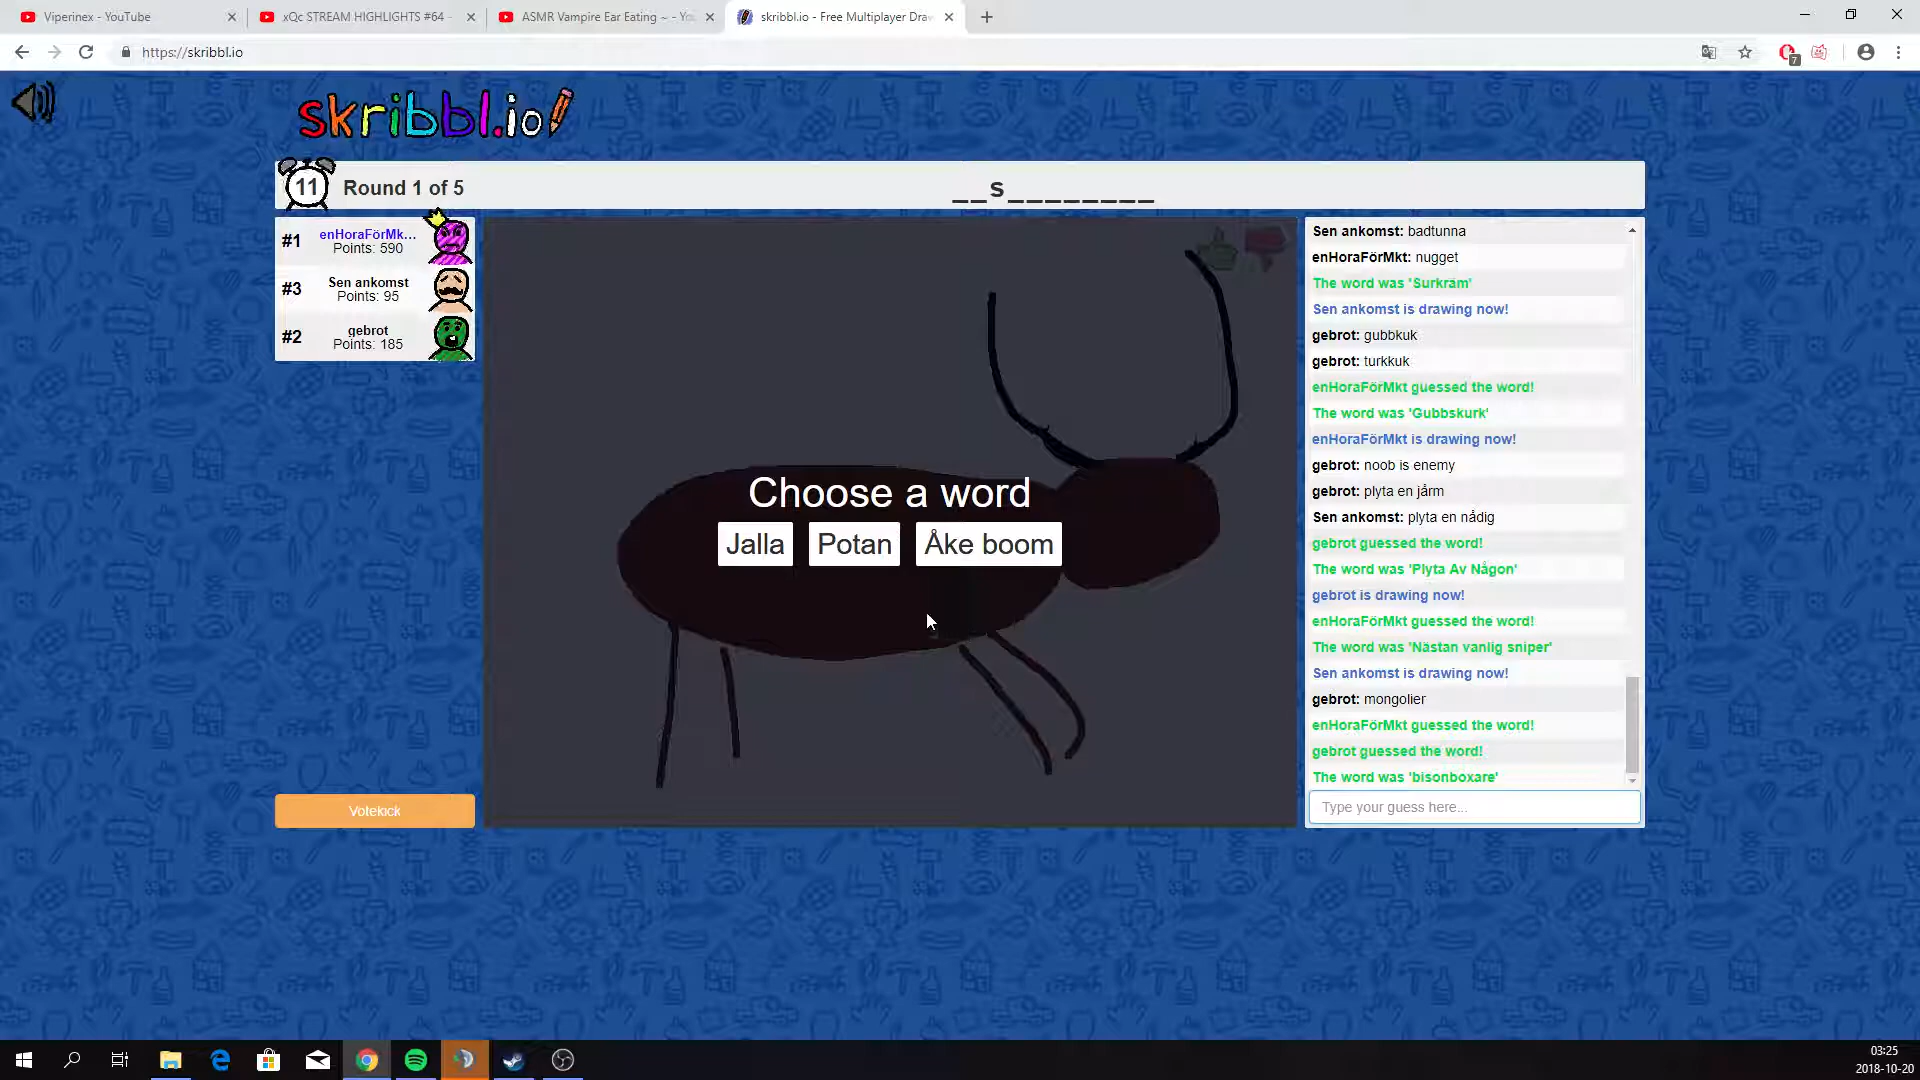 Viperinex - YouTube
xQc STREAM HIGHLIGHTS #64 -
ASMR Vampire Ear Eating ~ - Yo
skribbl.io - Free Multiplayer Dra
https://skribbl.io
7
skribbl.io
11
Round 1 of 5
__s________
#1
enHoraFörMk...
Points: 590
#3
Sen ankomst
Points: 95
#2
gebrot
Points: 185
Votekick
Choose a word
Jalla
Potan
Åke boom
Sen ankomst: badtunna
enHoraFörMkt: nugget
The word was 'Surkräm'
Sen ankomst is drawing now!
gebrot: gubbkuk
gebrot: turkkuk
enHoraFörMkt guessed the word!
The word was 'Gubbskurk'
enHoraFörMkt is drawing now!
gebrot: noob is enemy
gebrot: plyta en jårm
Sen ankomst: plyta en nådig
gebrot guessed the word!
The word was 'Plyta Av Någon'
gebrot is drawing now!
enHoraFörMkt guessed the word!
The word was 'Nästan vanlig sniper'
Sen ankomst is drawing now!
gebrot: mongolier
enHoraFörMkt guessed the word!
gebrot guessed the word!
The word was 'bisonboxare'
Type your guess here...
03:25
2018-10-20